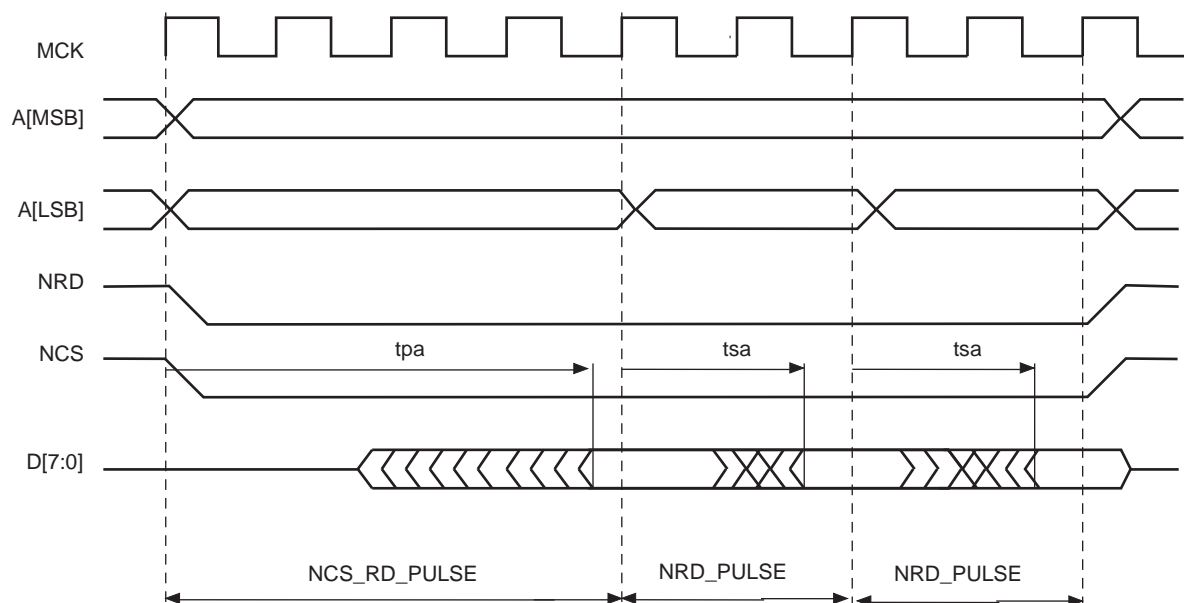 MCK
A[MSB]
A[LSB]
NRD
NCS
tpa
tsa
tsa
D[7:0]
NCS_RD_PULSE
NRD_PULSE
NRD_PULSE